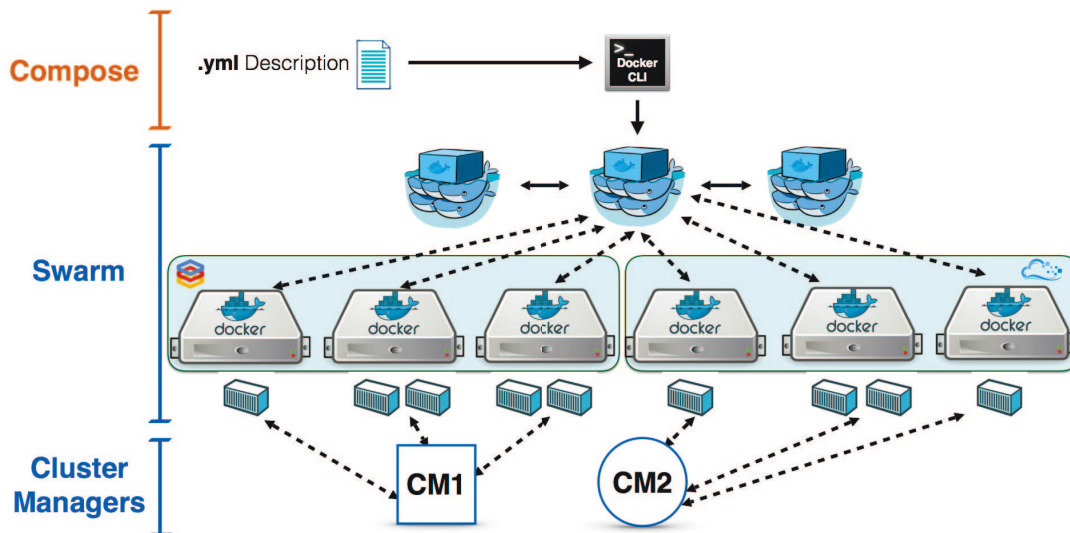 Compose
.yml Description
>_
Docker
CLI
Swarm
docker
docker
docker
docker
docker
docker
Cluster
Managers
CM1
CM2